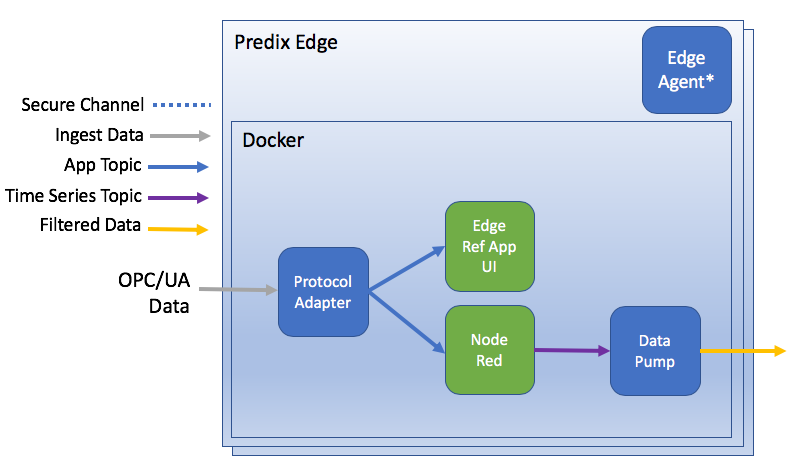 Predix Edge
Edge
Agent*
Secure Channel
Ingest Data
App Topic
Time Series Topic
Filtered Data
Docker
OPC/UA
Data
Protocol
Adapter
Edge
Ref App
UI
Node
Red
Data
Pump